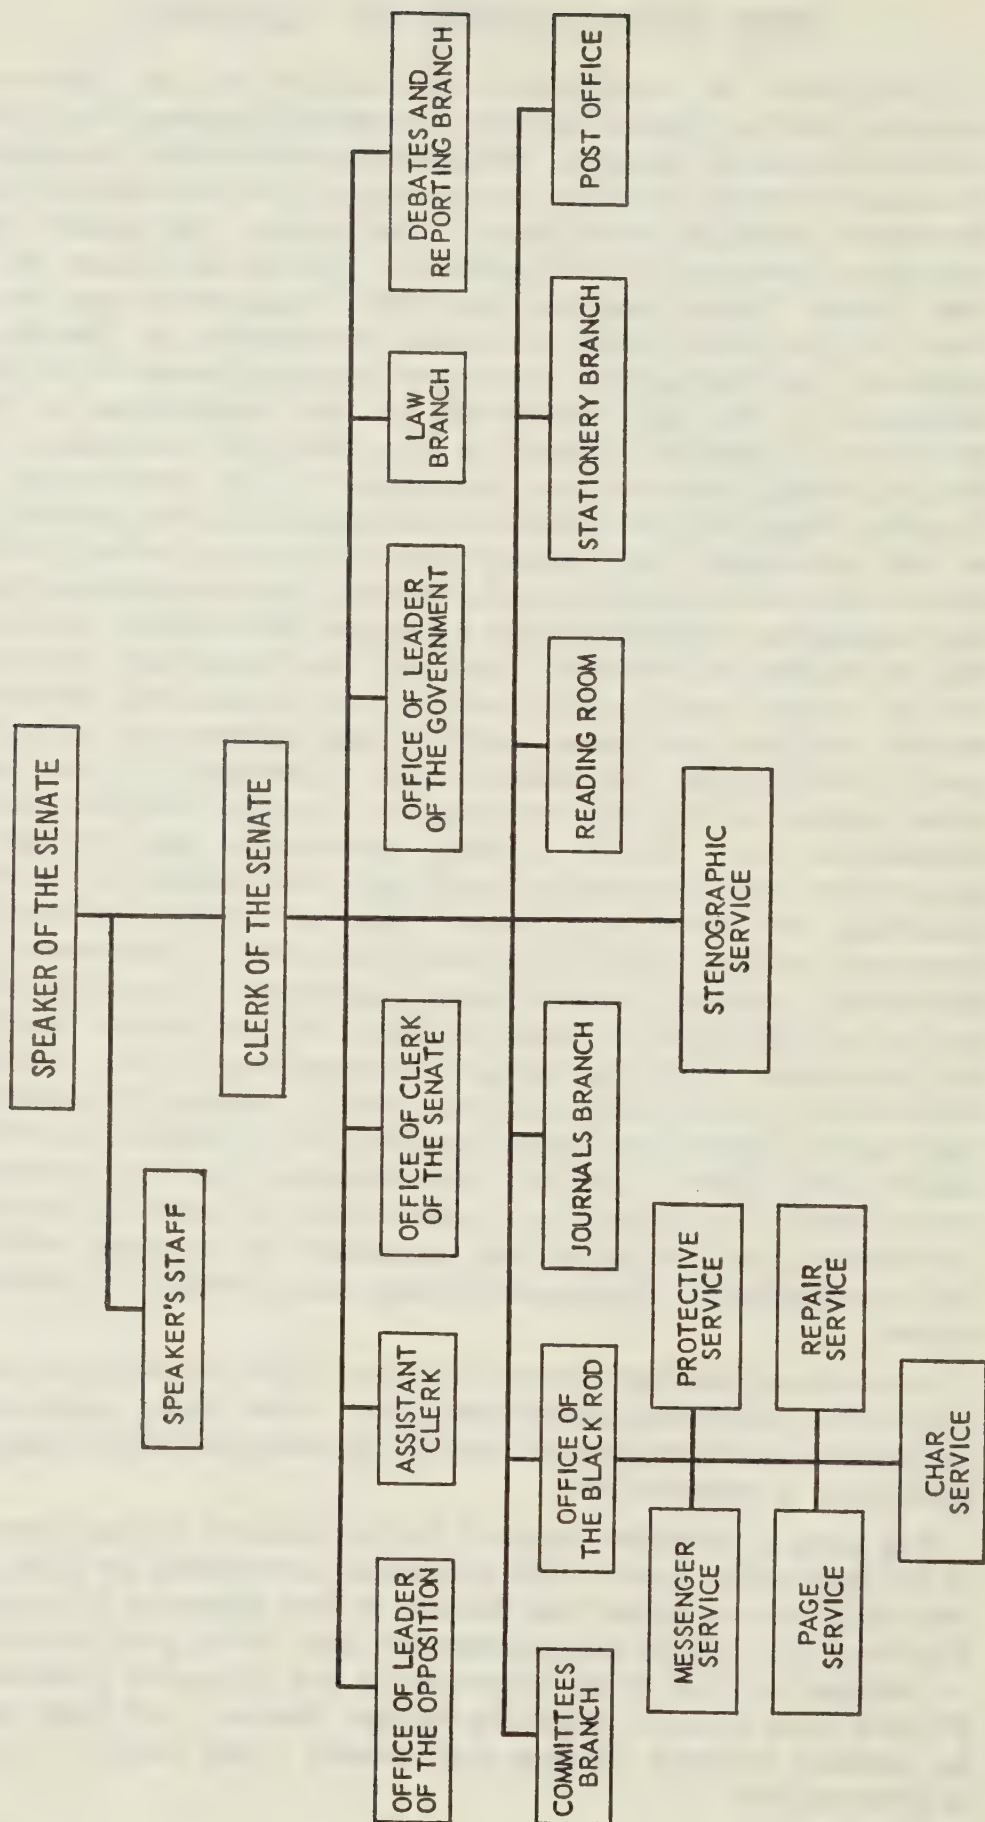 SPEAKER OF THE SENATE
SPEAKER'S STAFF
CLERK OF THE SENATE
OFFICE OF LEADER
OF THE OPPOSITION
ASSISTANT
CLERK
OFFICE OF CLERK
OF THE SENATE
OFFICE OF LEADER
OF THE GOVERNMENT
LAW
BRANCH
DEBATES AND
REPORTING BRANCH
COMMITTEES
BRANCH
OFFICE OF
THE BLACK ROD
JOURNALS BRANCH
READING ROOM
STATIONERY BRANCH
POST OFFICE
MESSENGER
SERVICE
PROTECTIVE
SERVICE
STENOGRAPHIC
SERVICE
PAGE
SERVICE
REPAIR
SERVICE
CHAR
SERVICE